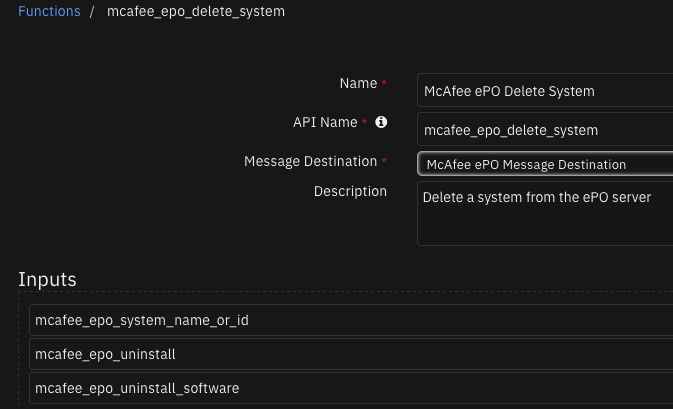 Functions / mcafee_epo_delete_system
Name * McAfee ePO Delete System
API Name * mcafee_epo_delete_system
Message Destination * McAfee ePO Message Destination
Description Delete a system from the ePO server
Inputs
mcafee_epo_system_name_or_id
mcafee_epo_uninstall
mcafee_epo_uninstall_software